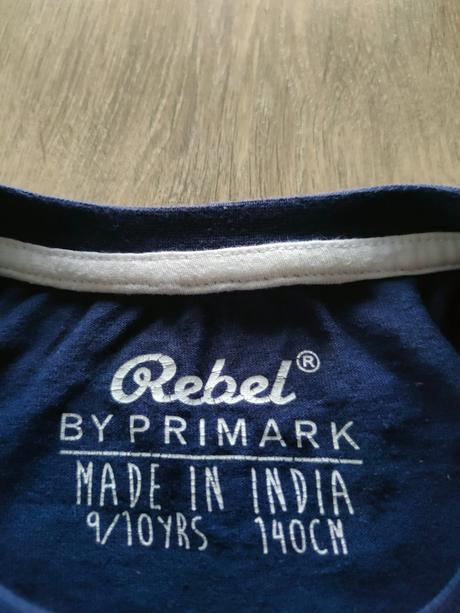 Rebel®
BY PRIMARK
MADE IN INDIA
9/10YRS 140CM